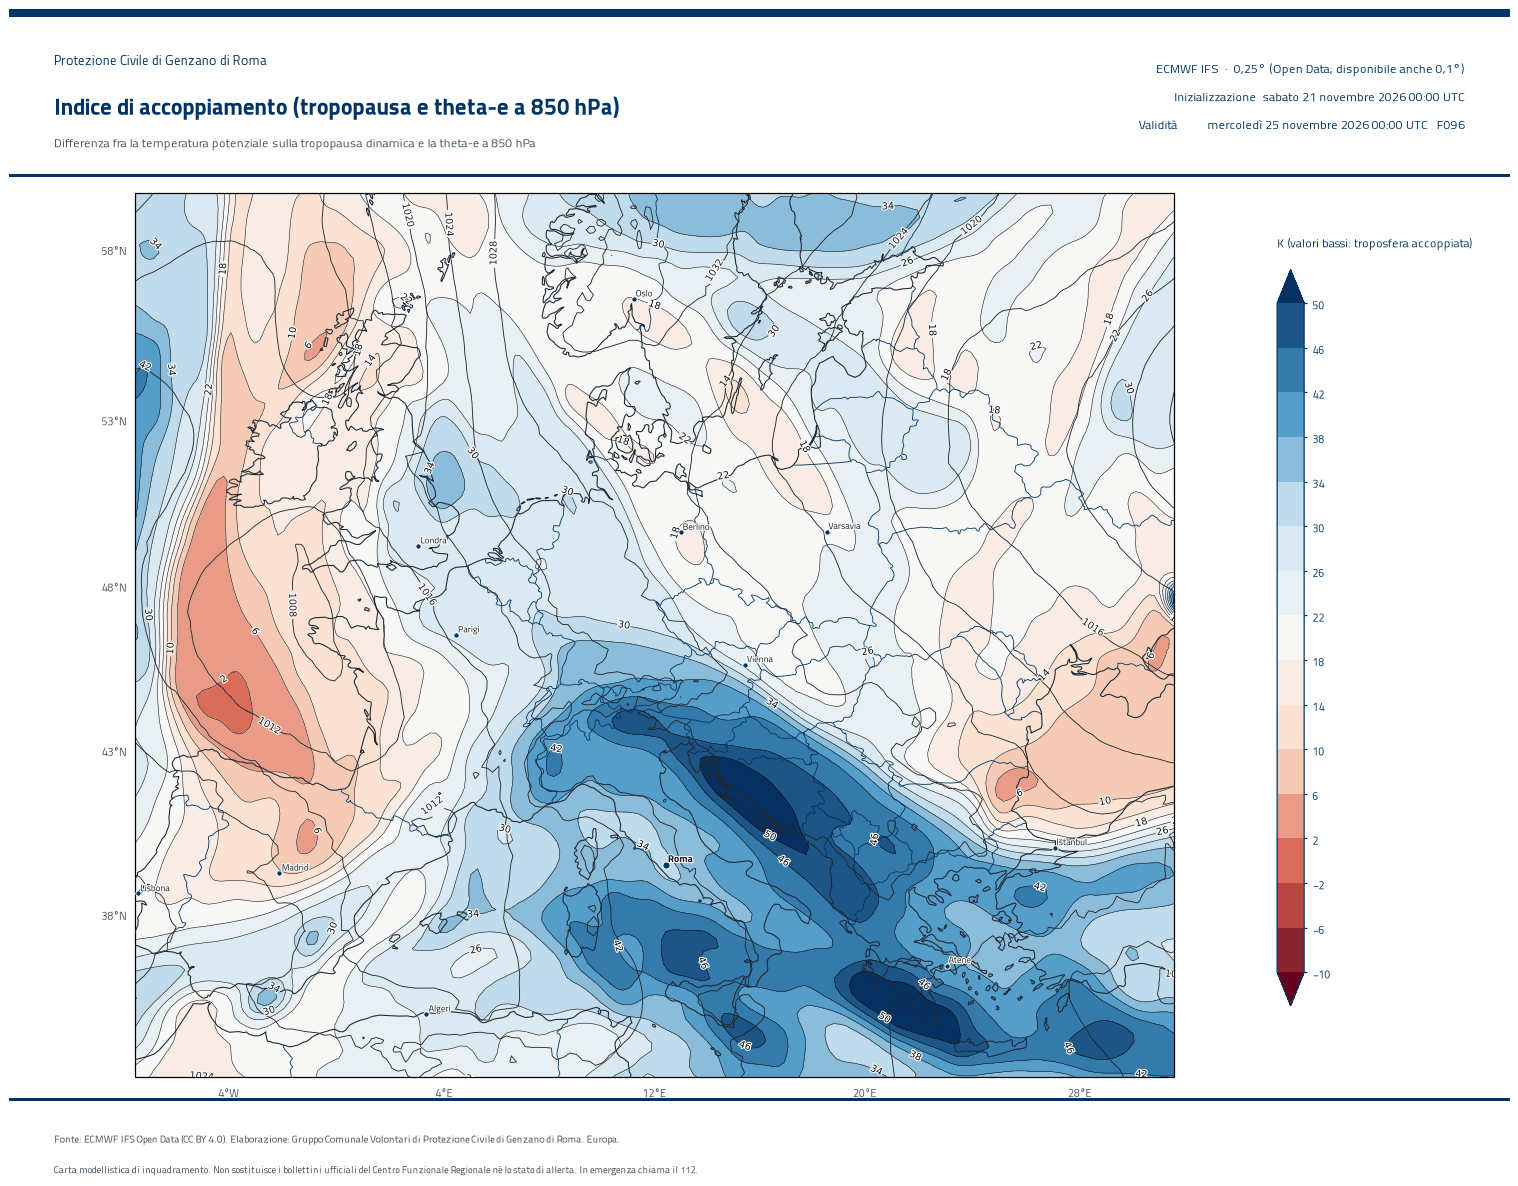 Protezione Civile di Genzano di Roma
Indice di accoppiamento (tropopausa e theta-e a 850 hPa)
Differenza fra la temperatura potenziale sulla tropopausa dinamica e la theta-e a 850 hPa
ECMWF IFS · 0,25° (Open Data; disponibile anche 0,1°)
Inizializzazione sabato 21 novembre 2026 00:00 UTC
Validità mercoledì 25 novembre 2026 00:00 UTC F096
K (valori bassi: troposfera accoppiata)
50
46
42
38
34
30
26
22
18
14
10
6
2
−2
−6
−10
58°N
53°N
48°N
43°N
38°N
4°W
4°E
12°E
20°E
28°E
Oslo
Berlino
Varsavia
Londra
Parigi
Vienna
Roma
Madrid
Lisbona
Istanbul
Atene
Algeri
Fonte: ECMWF IFS Open Data (CC BY 4.0). Elaborazione: Gruppo Comunale Volontari di Protezione Civile di Genzano di Roma. Europa.
Carta modellistica di inquadramento. Non sostituisce i bollettini ufficiali del Centro Funzionale Regionale né lo stato di allerta. In emergenza chiama il 112.